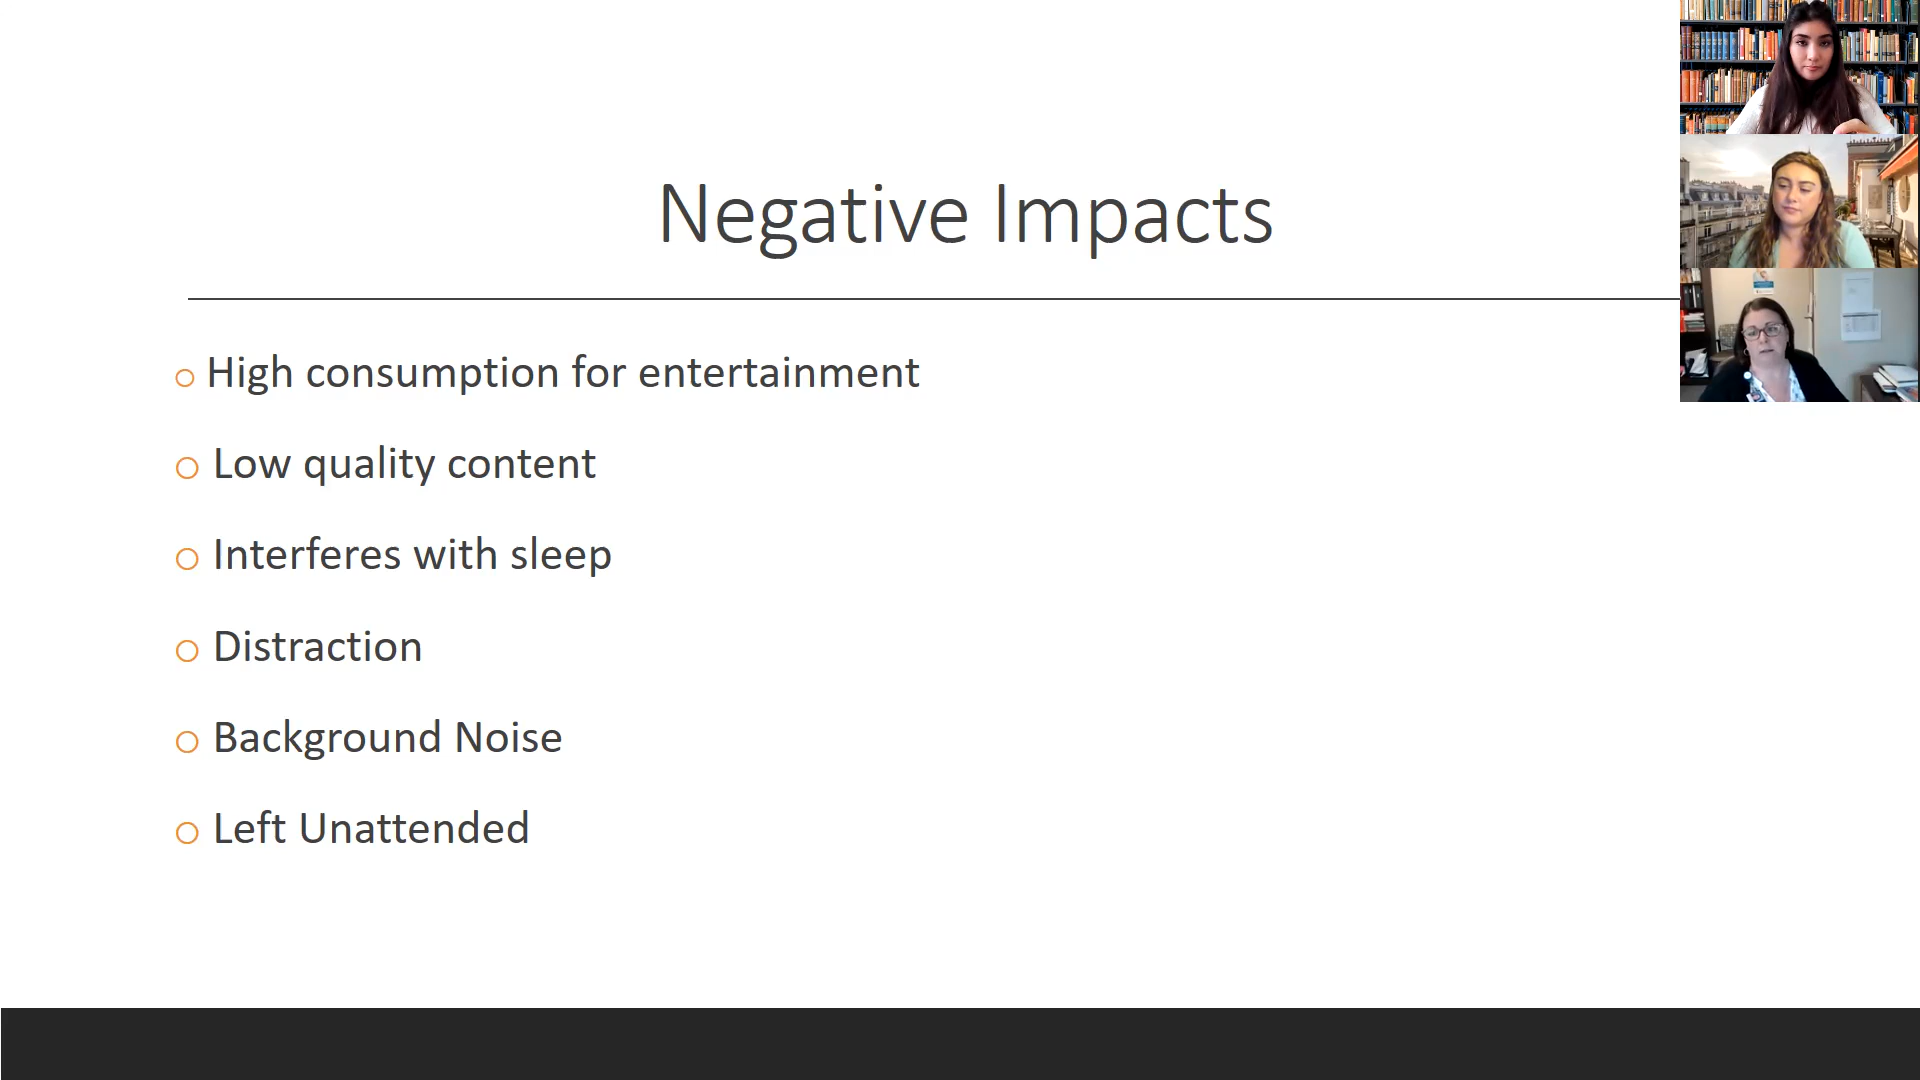 Negative Impacts
High consumption for entertainment
Low quality content
Interferes with sleep
Distraction
Background Noise
Left Unattended